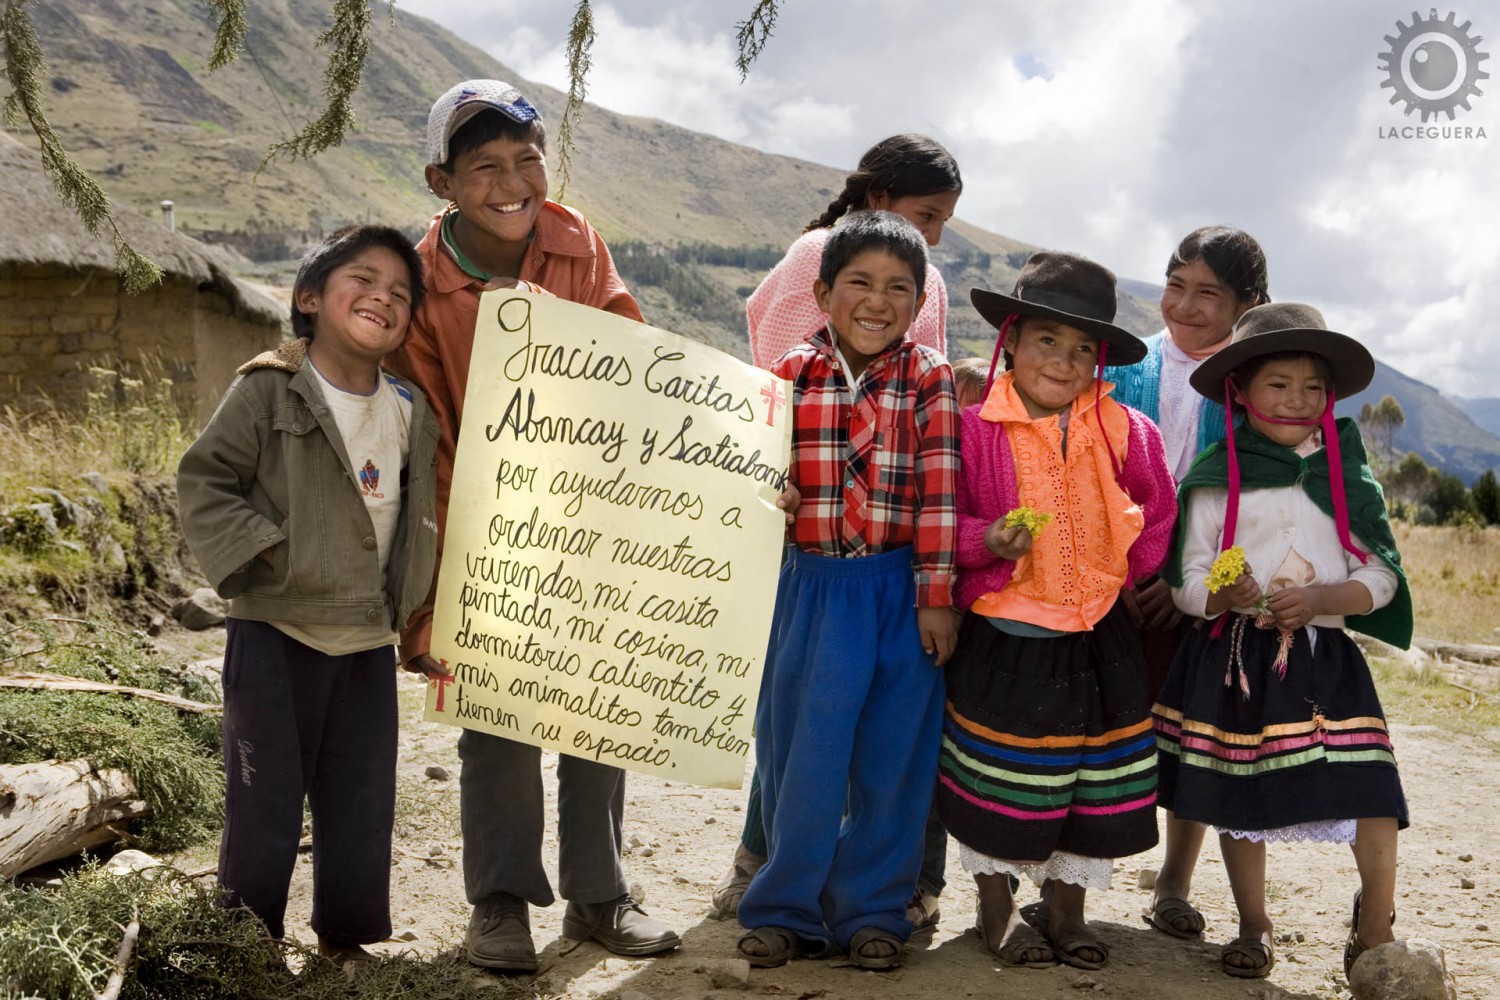 Gracias Caritas
Abancay y Scotiabank
por ayudarnos a
ordenar nuestras
viviendas, mi casita
pintada, mi cosina, mi
dormitorio calientito y
mis animalitos tambien
tienen su espacio.
LACEGUERA